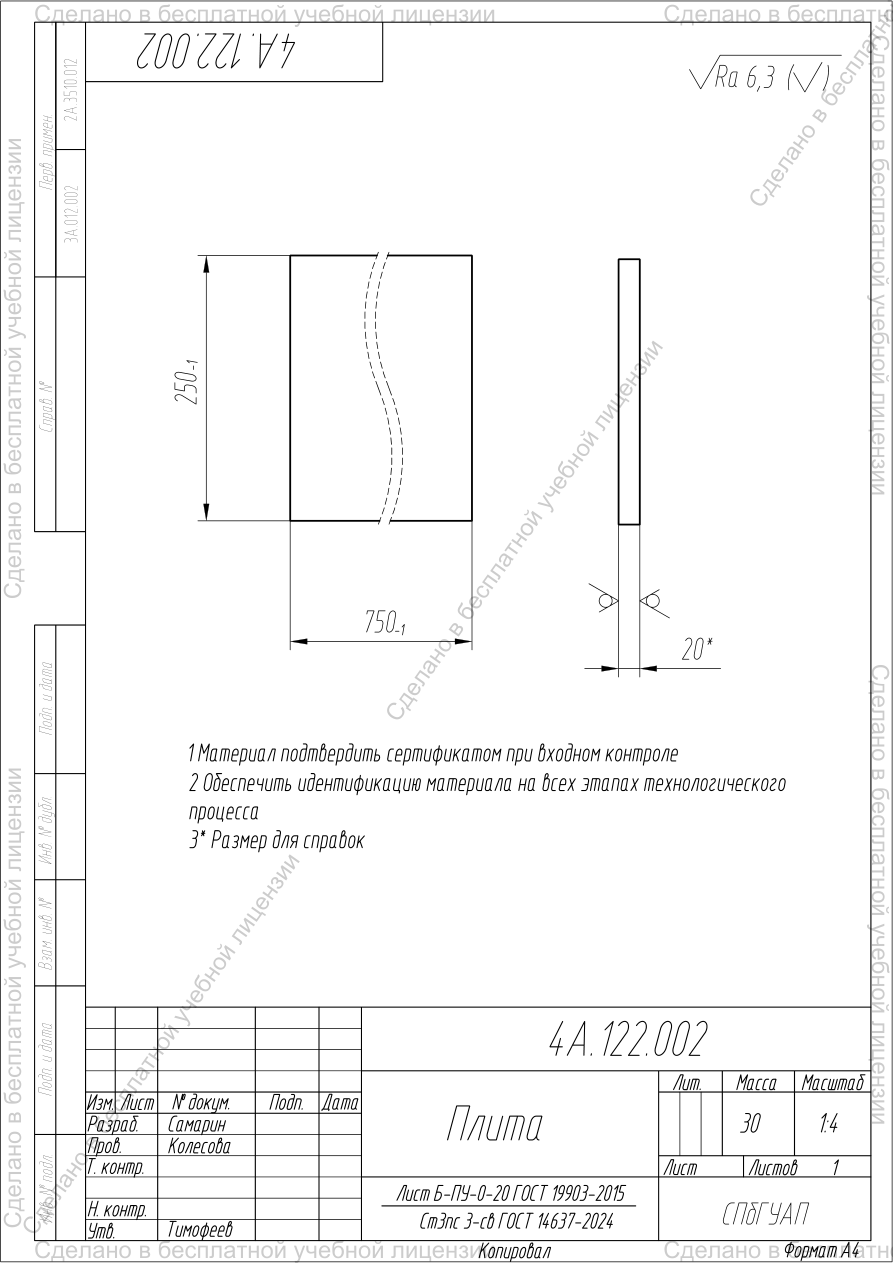 Сделано в бесплатной учебной лицензии
4А.122.002
√Ra 6,3 (√)
Перв. примен.
2А 3510.012
3А 012.002
Справ. №
250-1
750-1
20*
1 Материал подтвердить сертификатом при входном контроле
2 Обеспечить идентификацию материала на всех этапах технологического
процесса
3* Размер для справок
Подп. и дата
Инв. № дубл.
Взам. инв. №
Подп. и дата
Инв. № подл.
4А.122.002
Изм. Лист № докум. Подп. Дата
Разраб. Самарин
Пров. Колесова
Т. контр.
Н. контр.
Утв. Тимофеев
Плита
Лит. Масса Масштаб
30 1:4
Лист Листов 1
Лист Б-ПУ-О-20 ГОСТ 19903-2015
Ст3пс 3-св ГОСТ 14637-2024
СПбГУАП
Копировал Формат А4
Сделано в бесплатной учебной лицензии